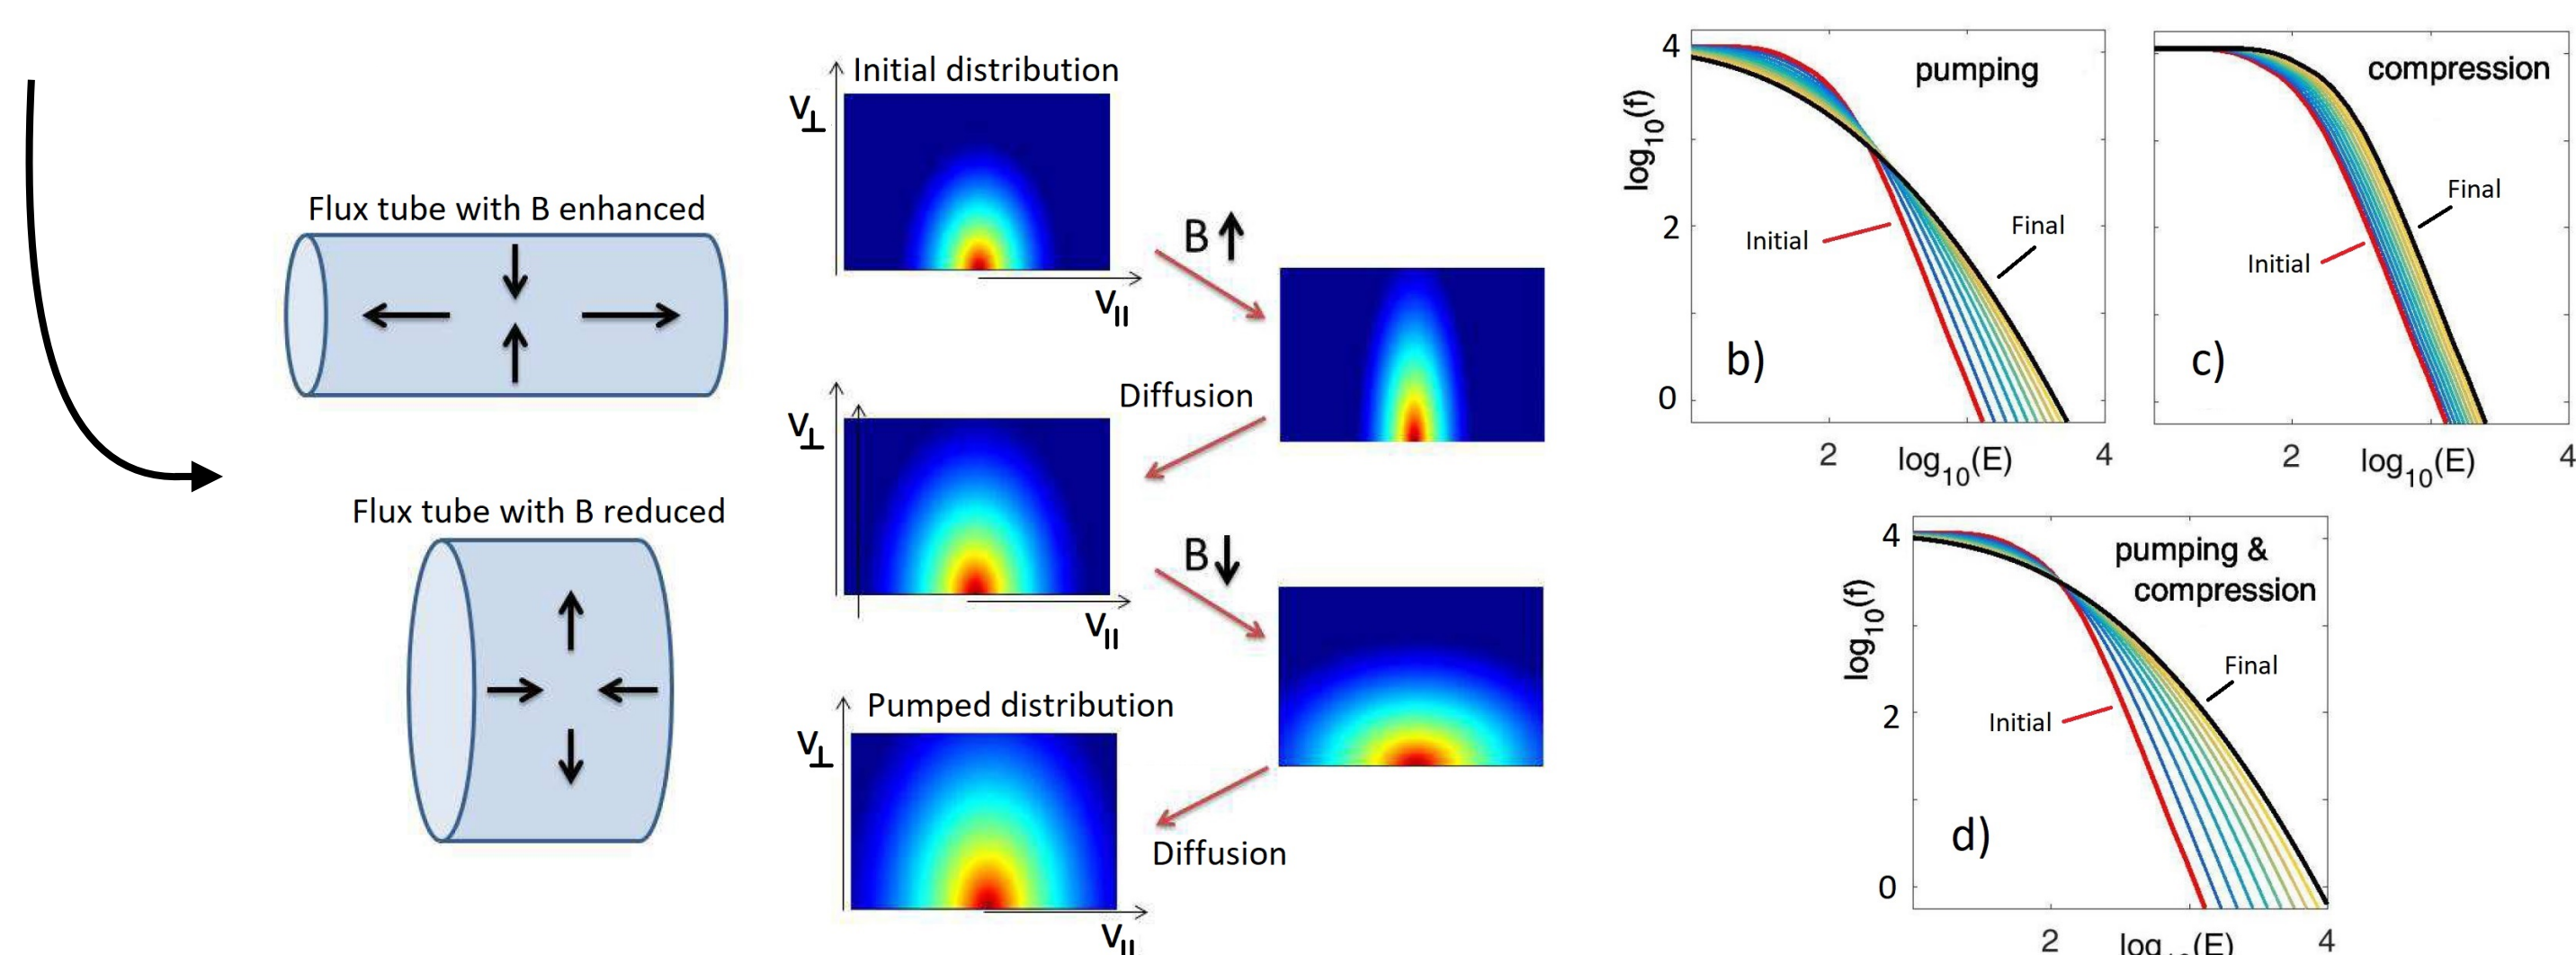 Flux tube with B enhanced
Flux tube with B reduced
Initial distribution
V⊥
V||
B
Diffusion
V⊥
V||
B
Pumped distribution
V⊥
V||
Diffusion
4
2
0
log10(f)
pumping
Initial
Final
b)
2
log10(E)
4
compression
Final
Initial
c)
2
log10(E)
4
4
2
0
log10(f)
pumping &
compression
Final
Initial
d)
2
log10(E)
4